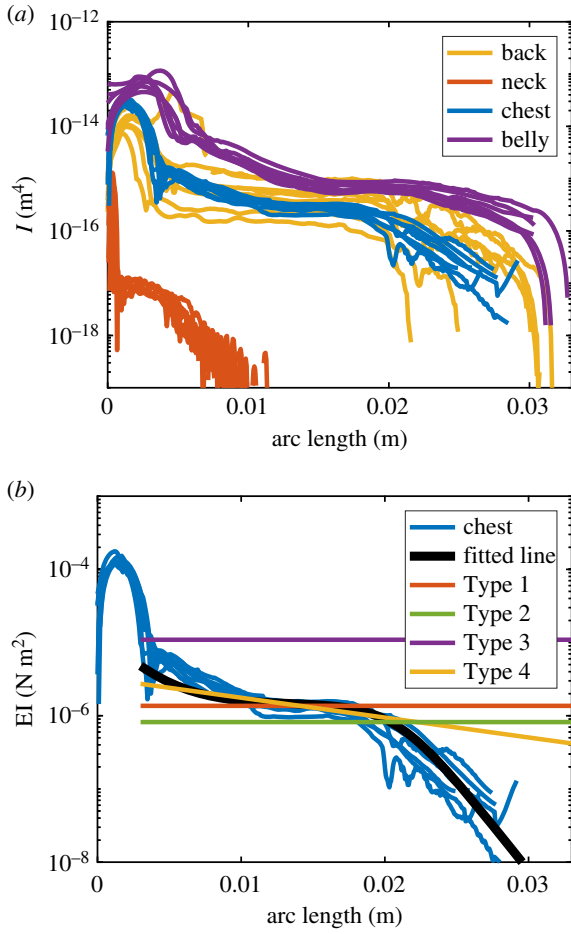 (a)
10⁻¹²
10⁻¹⁴
10⁻¹⁶
10⁻¹⁸
I (m⁴)
back
neck
chest
belly
0 0.01 0.02 0.03
arc length (m)
(b)
10⁻⁴
10⁻⁶
10⁻⁸
EI (N m²)
chest
fitted line
Type 1
Type 2
Type 3
Type 4
0 0.01 0.02 0.03
arc length (m)